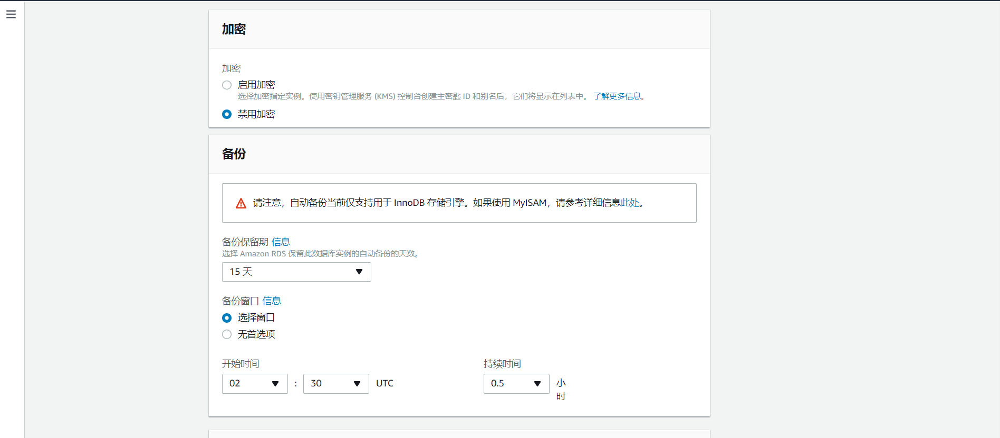 加密
加密
启用加密
选择加密指定实例。使用密钥管理服务 (KMS) 控制台创建主密匙 ID 和别名后，它们将显示在列表中。 了解更多信息。
禁用加密
备份
请注意，自动备份当前仅支持用于 InnoDB 存储引擎。如果使用 MyISAM，请参考详细信息此处。
备份保留期 信息
选择 Amazon RDS 保留此数据库实例的自动备份的天数。
15 天
备份窗口 信息
选择窗口
无首选项
开始时间 持续时间
02 : 30 UTC 0.5 小
时